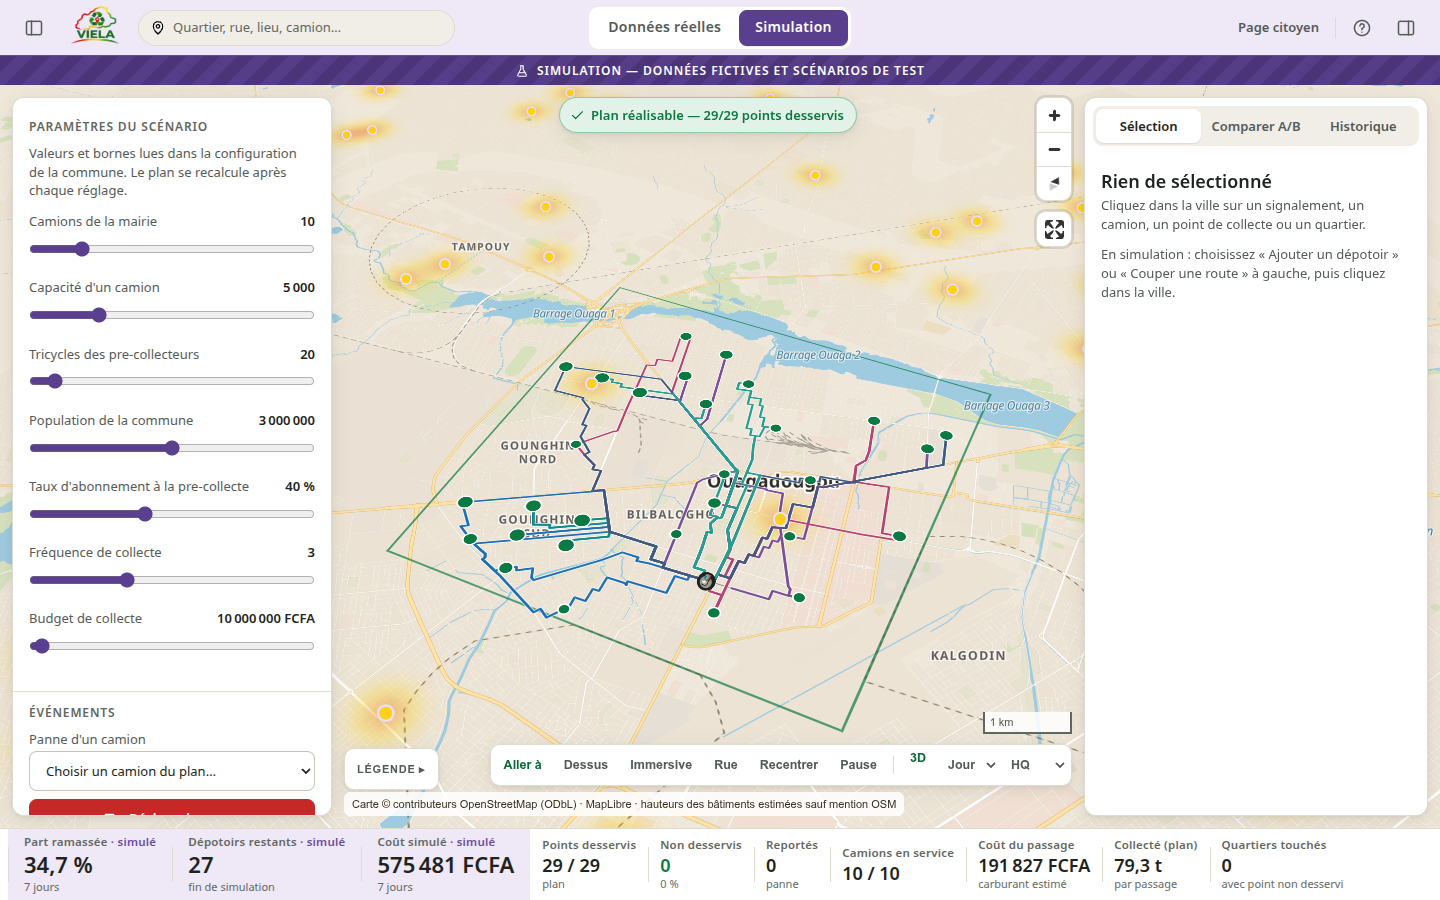 VIELA
Quartier, rue, lieu, camion...
Données réelles
Simulation
Page citoyen
SIMULATION — DONNÉES FICTIVES ET SCÉNARIOS DE TEST
PARAMÈTRES DU SCÉNARIO
Valeurs et bornes lues dans la configuration
de la commune. Le plan se recalcule après
chaque réglage.
Camions de la mairie 10
Capacité d'un camion 5 000
Tricycles des pre-collecteurs 20
Population de la commune 3 000 000
Taux d'abonnement à la pre-collecte 40 %
Fréquence de collecte 3
Budget de collecte 10 000 000 FCFA
ÉVÉNEMENTS
Panne d'un camion
Choisir un camion du plan...
Plan réalisable — 29/29 points desservis
TAMPOUY
Barrage Ouaga 1
Barrage Ouaga 2
Barrage Ouaga 3
GOUNGHIN
NORD
Ouagadougou
BILBALOGHO
GOUNGHIN
SUD
KALGODIN
1 km
LÉGENDE ▸
Aller à
Dessus
Immersive
Rue
Recentrer
Pause
3D
Jour
HQ
Carte © contributeurs OpenStreetMap (ODbL) · MapLibre · hauteurs des bâtiments estimées sauf mention OSM
Sélection
Comparer A/B
Historique
Rien de sélectionné
Cliquez dans la ville sur un signalement, un
camion, un point de collecte ou un quartier.
En simulation : choisissez « Ajouter un dépotoir »
ou « Couper une route » à gauche, puis cliquez
dans la ville.
Part ramassée · simulé
34,7 %
7 jours
Dépotoirs restants · simulé
27
fin de simulation
Coût simulé · simulé
575 481 FCFA
7 jours
Points desservis
29 / 29
plan
Non desservis
0
0 %
Reportés
0
panne
Camions en service
10 / 10
Coût du passage
191 827 FCFA
carburant estimé
Collecté (plan)
79,3 t
par passage
Quartiers touchés
0
avec point non desservi